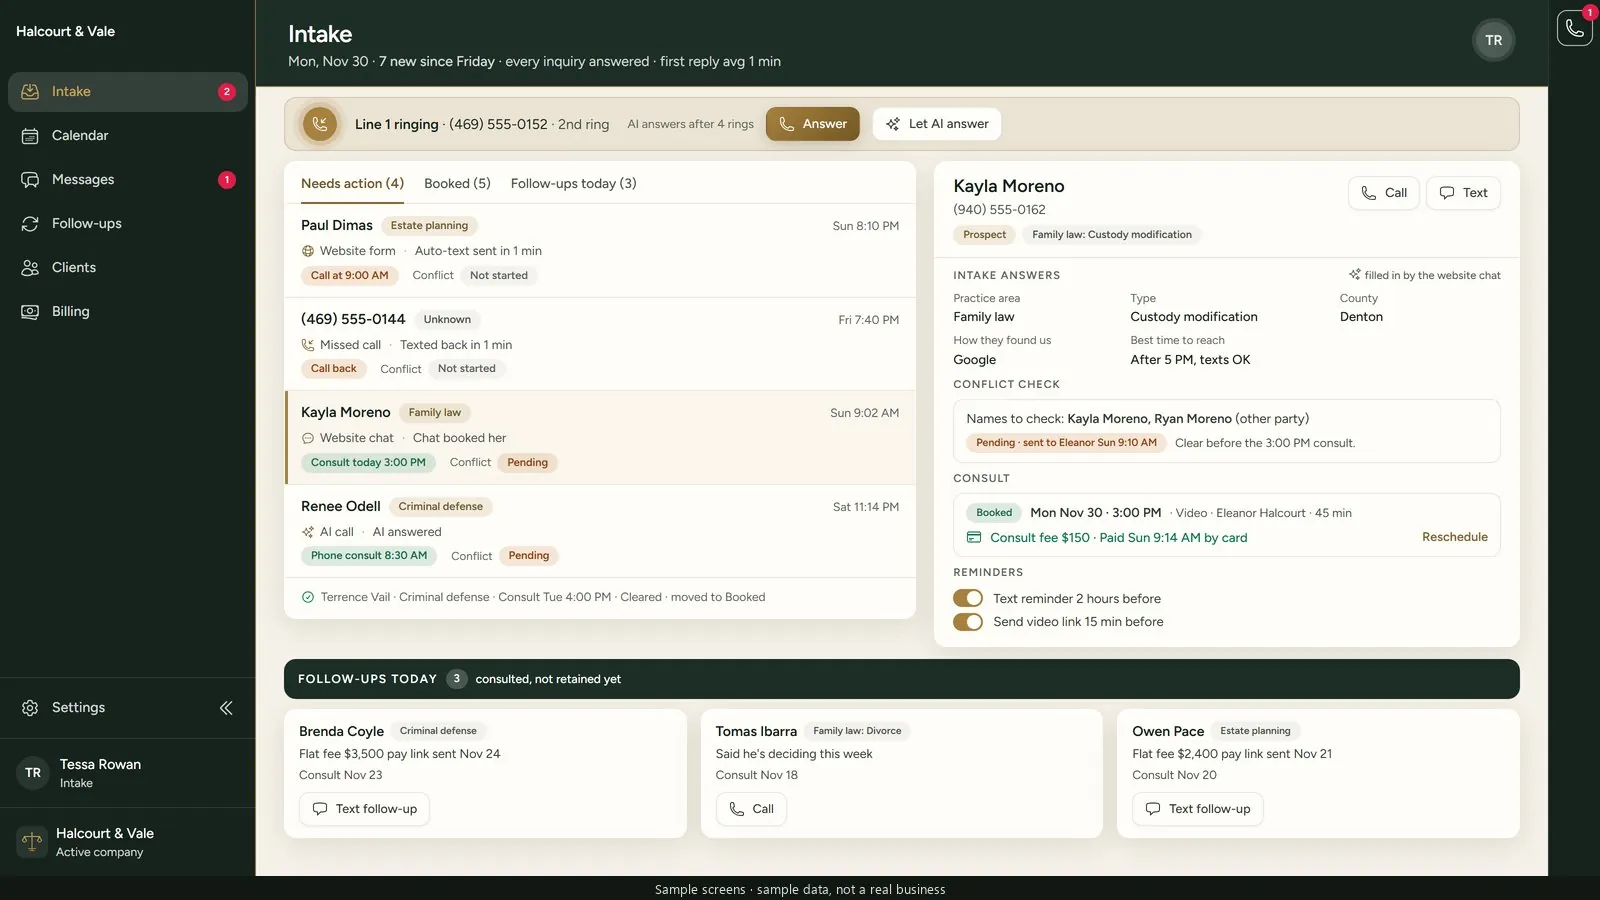 Halcourt & Vale
Intake 2
Calendar
Messages 1
Follow-ups
Clients
Billing
Settings
TR
Tessa Rowan
Intake
Halcourt & Vale
Active company
Intake
Mon, Nov 30 · 7 new since Friday · every inquiry answered · first reply avg 1 min
TR
1
Line 1 ringing · (469) 555-0152 · 2nd ring AI answers after 4 rings Answer Let AI answer
Needs action (4) Booked (5) Follow-ups today (3)
Paul Dimas Estate planning Sun 8:10 PM
Website form · Auto-text sent in 1 min
Call at 9:00 AM Conflict Not started
(469) 555-0144 Unknown Fri 7:40 PM
Missed call · Texted back in 1 min
Call back Conflict Not started
Kayla Moreno Family law Sun 9:02 AM
Website chat · Chat booked her
Consult today 3:00 PM Conflict Pending
Renee Odell Criminal defense Sat 11:14 PM
AI call · AI answered
Phone consult 8:30 AM Conflict Pending
Terrence Vail · Criminal defense · Consult Tue 4:00 PM · Cleared · moved to Booked
Kayla Moreno
(940) 555-0162
Call Text
Prospect Family law: Custody modification
INTAKE ANSWERS filled in by the website chat
Practice area Type County
Family law Custody modification Denton
How they found us Best time to reach
Google After 5 PM, texts OK
CONFLICT CHECK
Names to check: Kayla Moreno, Ryan Moreno (other party)
Pending · sent to Eleanor Sun 9:10 AM Clear before the 3:00 PM consult.
CONSULT
Booked Mon Nov 30 · 3:00 PM · Video · Eleanor Halcourt · 45 min
Consult fee $150 · Paid Sun 9:14 AM by card Reschedule
REMINDERS
Text reminder 2 hours before
Send video link 15 min before
FOLLOW-UPS TODAY 3 consulted, not retained yet
Brenda Coyle Criminal defense
Flat fee $3,500 pay link sent Nov 24
Consult Nov 23
Text follow-up
Tomas Ibarra Family law: Divorce
Said he's deciding this week
Consult Nov 18
Call
Owen Pace Estate planning
Flat fee $2,400 pay link sent Nov 21
Consult Nov 20
Text follow-up
Sample screens · sample data, not a real business